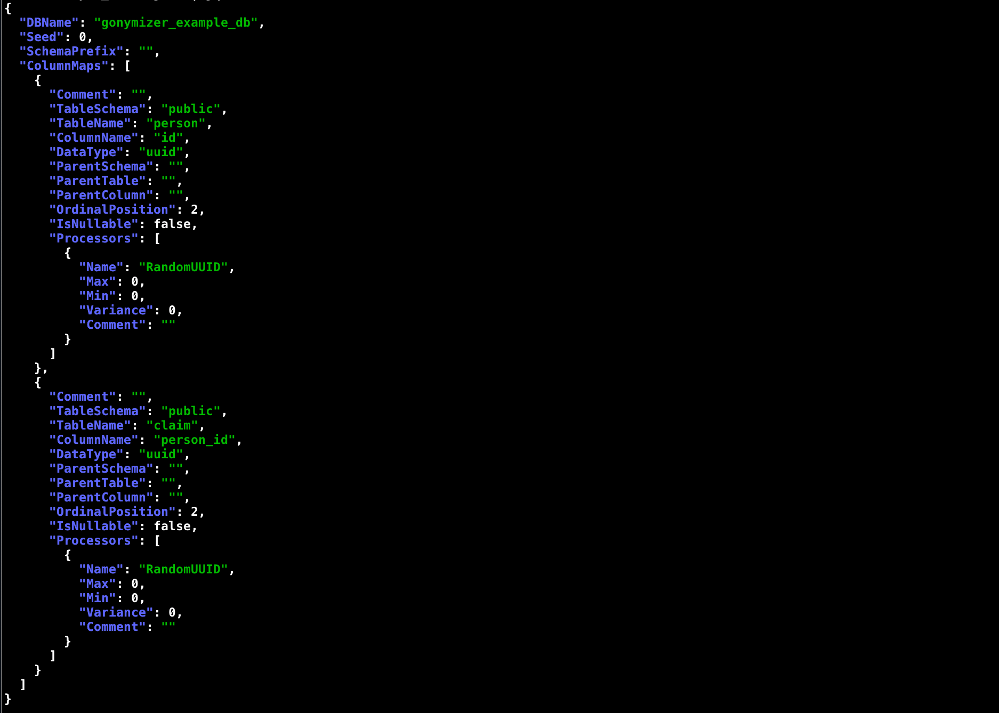 {
  "DBName": "gonymizer_example_db",
  "Seed": 0,
  "SchemaPrefix": "",
  "ColumnMaps": [
    {
      "Comment": "",
      "TableSchema": "public",
      "TableName": "person",
      "ColumnName": "id",
      "DataType": "uuid",
      "ParentSchema": "",
      "ParentTable": "",
      "ParentColumn": "",
      "OrdinalPosition": 2,
      "IsNullable": false,
      "Processors": [
        {
          "Name": "RandomUUID",
          "Max": 0,
          "Min": 0,
          "Variance": 0,
          "Comment": ""
        }
      ]
    },
    {
      "Comment": "",
      "TableSchema": "public",
      "TableName": "claim",
      "ColumnName": "person_id",
      "DataType": "uuid",
      "ParentSchema": "",
      "ParentTable": "",
      "ParentColumn": "",
      "OrdinalPosition": 2,
      "IsNullable": false,
      "Processors": [
        {
          "Name": "RandomUUID",
          "Max": 0,
          "Min": 0,
          "Variance": 0,
          "Comment": ""
        }
      ]
    }
  ]
}